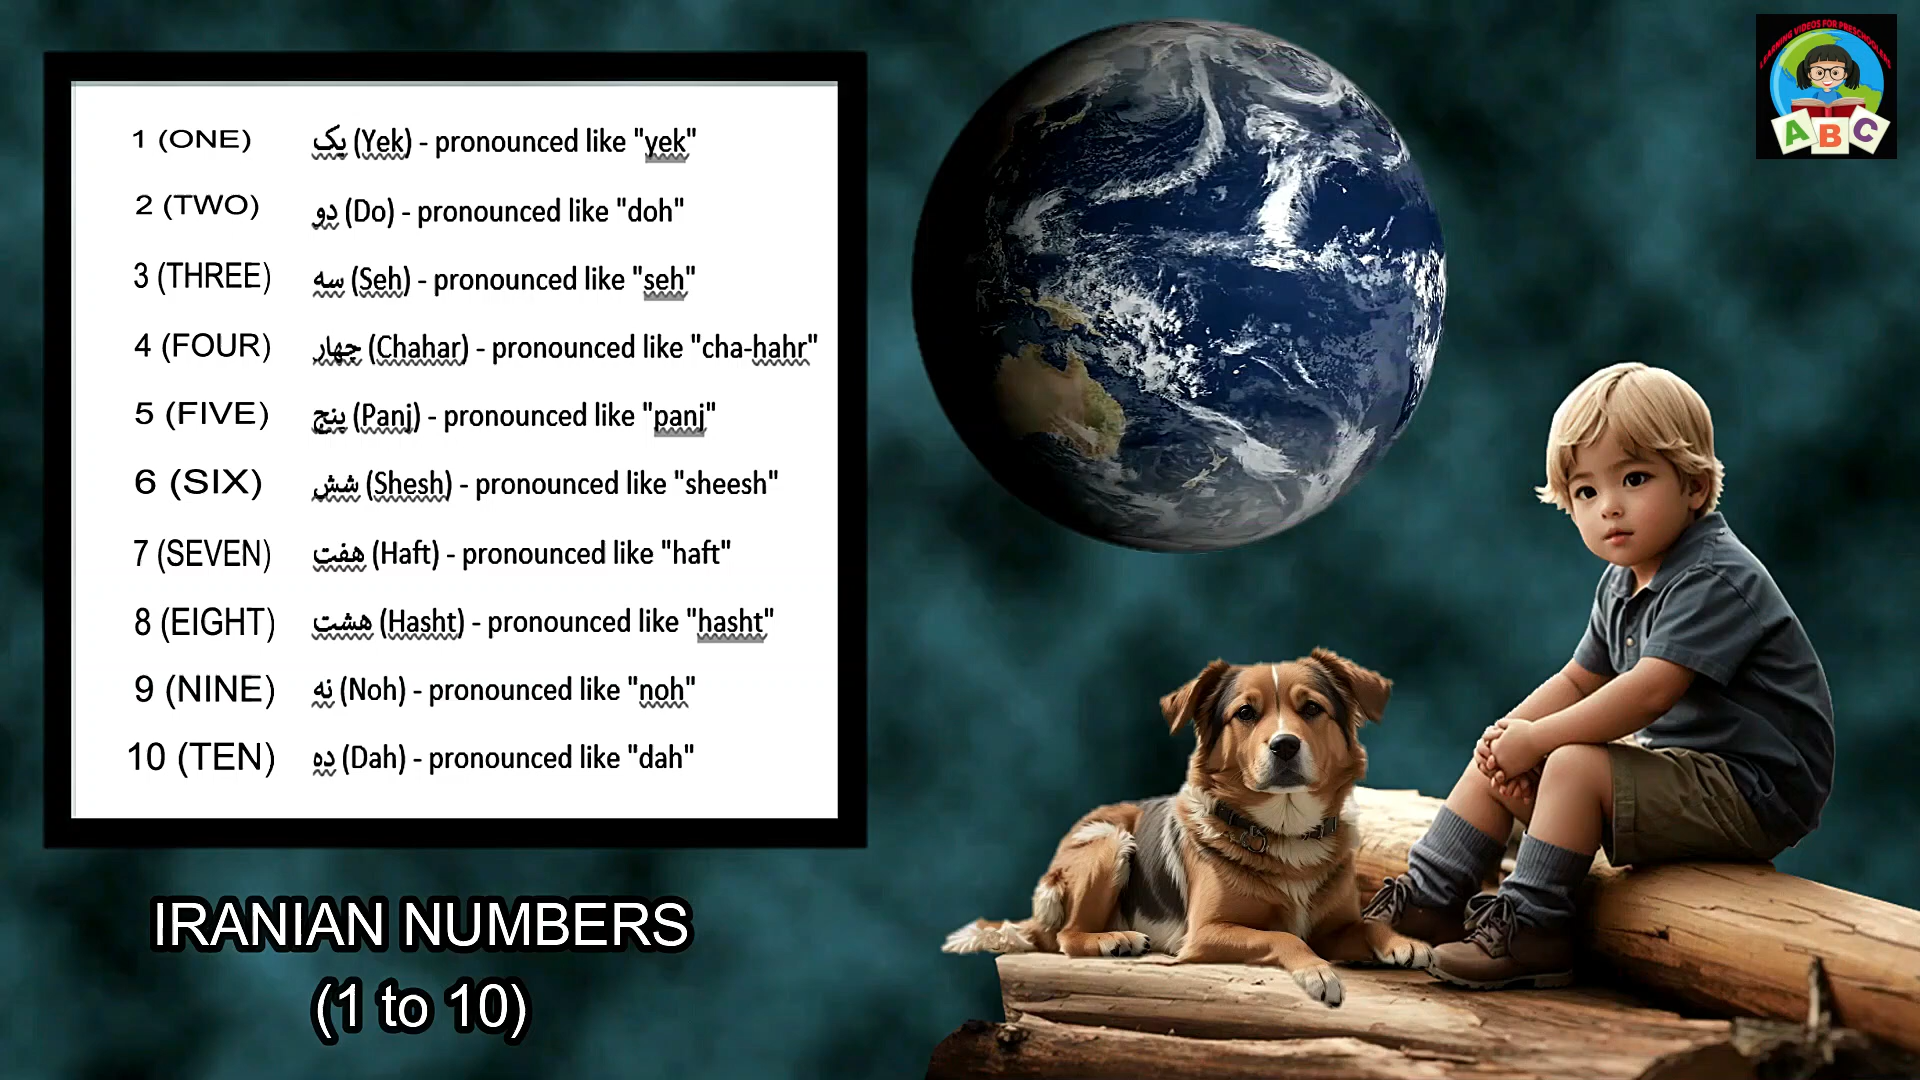 LEARNING VIDEOS FOR PRESCHOOLERS
A B C
1 (ONE) یک (Yek) - pronounced like "yek"
2 (TWO) دو (Do) - pronounced like "doh"
3 (THREE) سه (Seh) - pronounced like "seh"
4 (FOUR) چهار (Chahar) - pronounced like "cha-hahr"
5 (FIVE) پنج (Panj) - pronounced like "panj"
6 (SIX) شش (Shesh) - pronounced like "sheesh"
7 (SEVEN) هفت (Haft) - pronounced like "haft"
8 (EIGHT) هشت (Hasht) - pronounced like "hasht"
9 (NINE) نه (Noh) - pronounced like "noh"
10 (TEN) ده (Dah) - pronounced like "dah"
IRANIAN NUMBERS
(1 to 10)